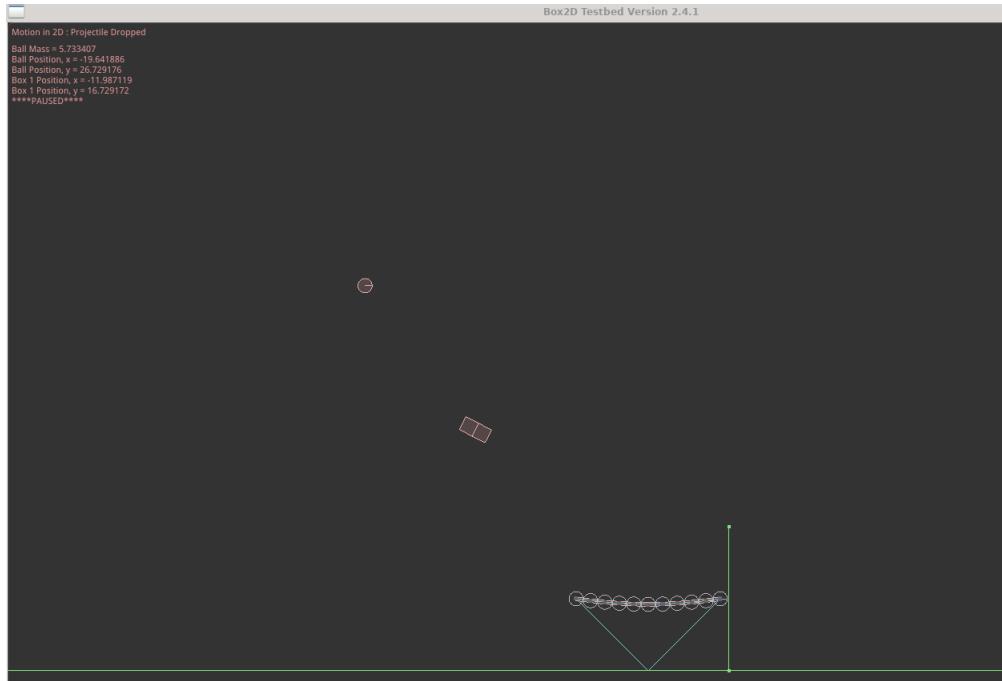 Box2D Testbed Version 2.4.1
Motion in 2D : Projectile Dropped
Ball Mass = 5.733407
Ball Position, x = -19.641886
Ball Position, y = 26.729176
Box 1 Position, x = -11.987119
Box 1 Position, y = 16.729172
****PAUSED****